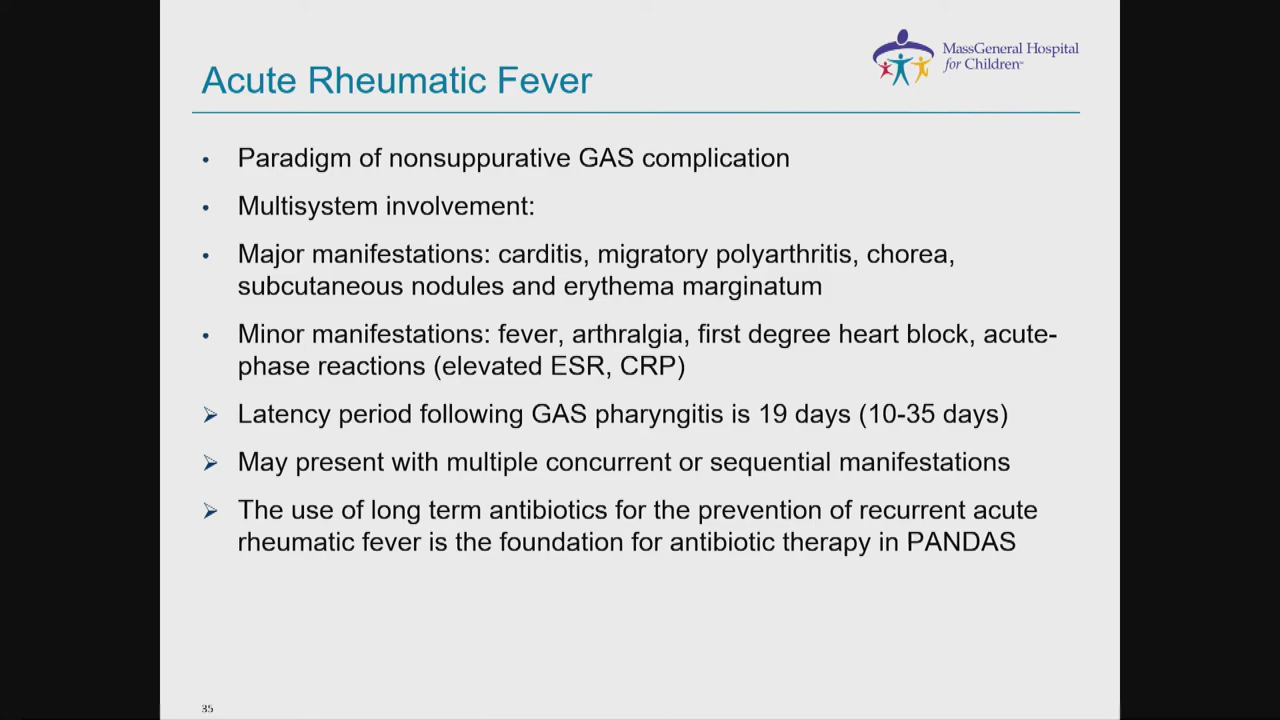 MassGeneral Hospital
for Children™
Acute Rheumatic Fever
• Paradigm of nonsuppurative GAS complication
• Multisystem involvement:
• Major manifestations: carditis, migratory polyarthritis, chorea,
subcutaneous nodules and erythema marginatum
• Minor manifestations: fever, arthralgia, first degree heart block, acute-
phase reactions (elevated ESR, CRP)
➢ Latency period following GAS pharyngitis is 19 days (10-35 days)
➢ May present with multiple concurrent or sequential manifestations
➢ The use of long term antibiotics for the prevention of recurrent acute
rheumatic fever is the foundation for antibiotic therapy in PANDAS
35